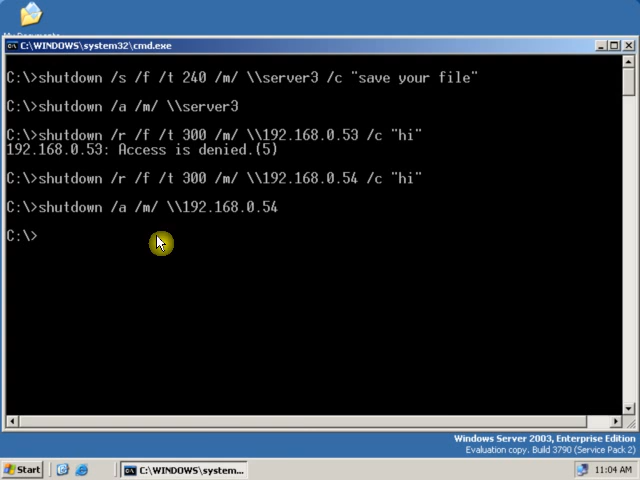 C:\WINDOWS\system32\cmd.exe
C:\>shutdown /s /f /t 240 /m/ \\server3 /c "save your file"
C:\>shutdown /a /m/ \\server3
C:\>shutdown /r /f /t 300 /m/ \\192.168.0.53 /c "hi"
192.168.0.53: Access is denied.(5)
C:\>shutdown /r /f /t 300 /m/ \\192.168.0.54 /c "hi"
C:\>shutdown /a /m/ \\192.168.0.54
C:\>
Windows Server 2003, Enterprise Edition
Evaluation copy. Build 3790 (Service Pack 2)
Start
C:\WINDOWS\system...
11:04 AM